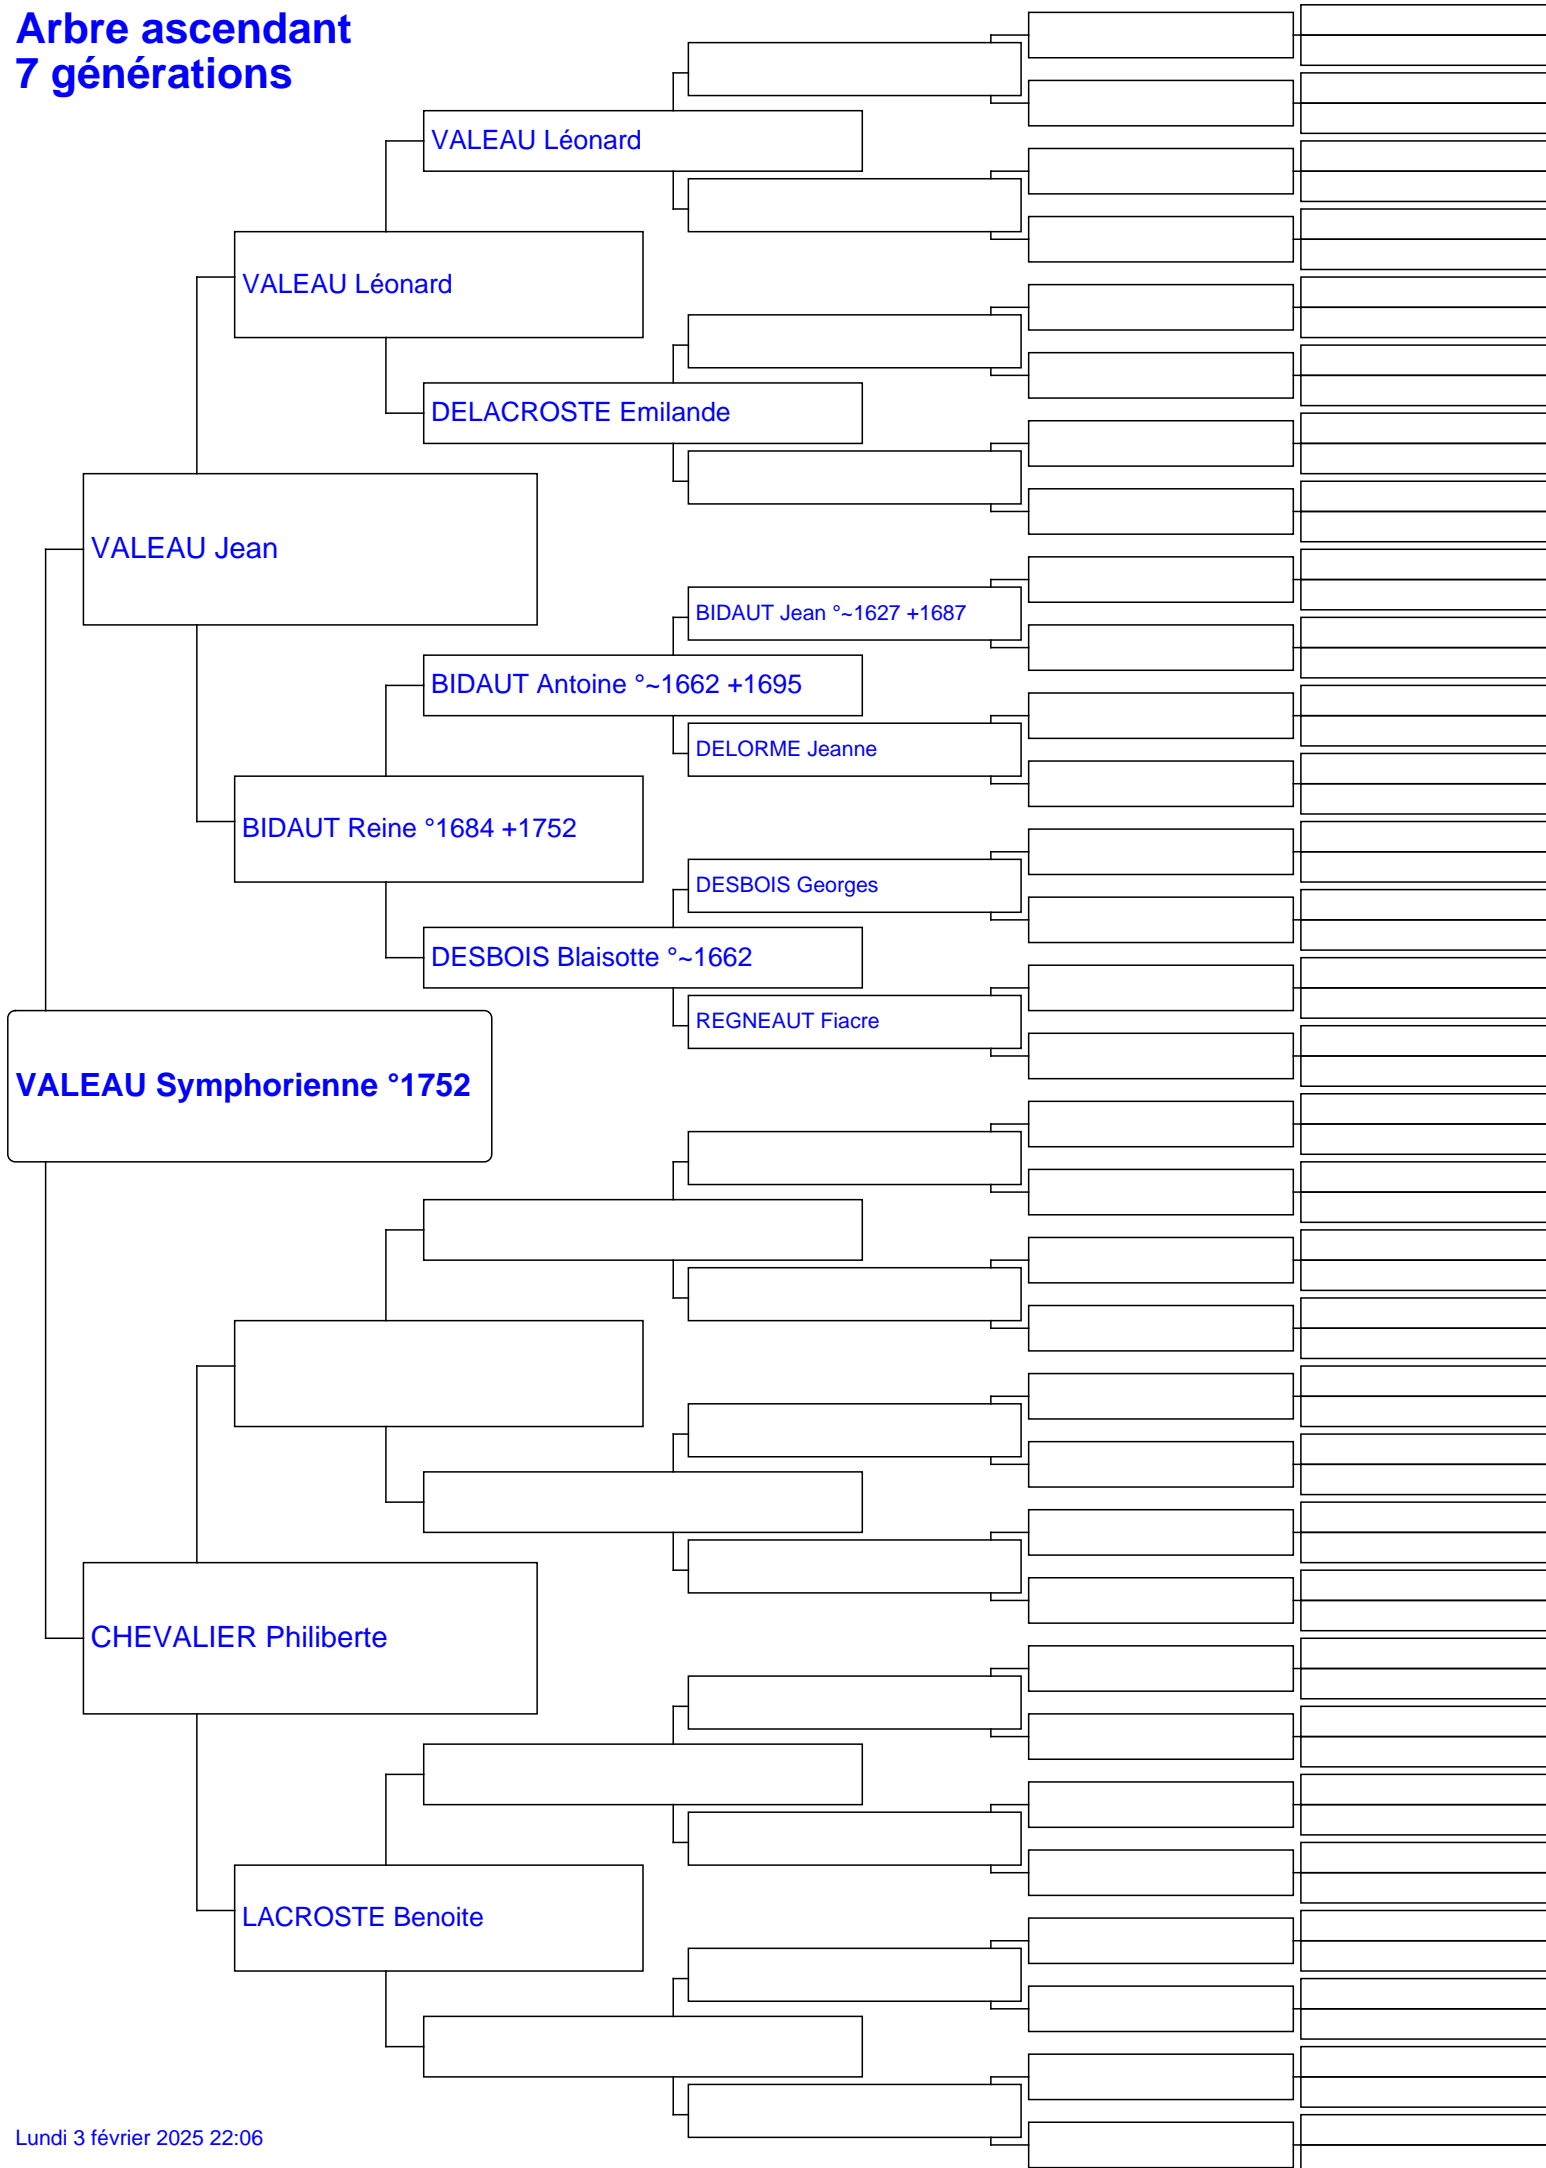 Arbre ascendant
7 générations
VALEAU Léonard
VALEAU Léonard
DELACROSTE Emilande
VALEAU Jean
BIDAUT Jean °~1627 +1687
BIDAUT Antoine °~1662 +1695
DELORME Jeanne
BIDAUT Reine °1684 +1752
DESBOIS Georges
DESBOIS Blaisotte °~1662
REGNEAUT Fiacre
VALEAU Symphorienne °1752
CHEVALIER Philiberte
LACROSTE Benoite
Lundi 3 février 2025 22:06